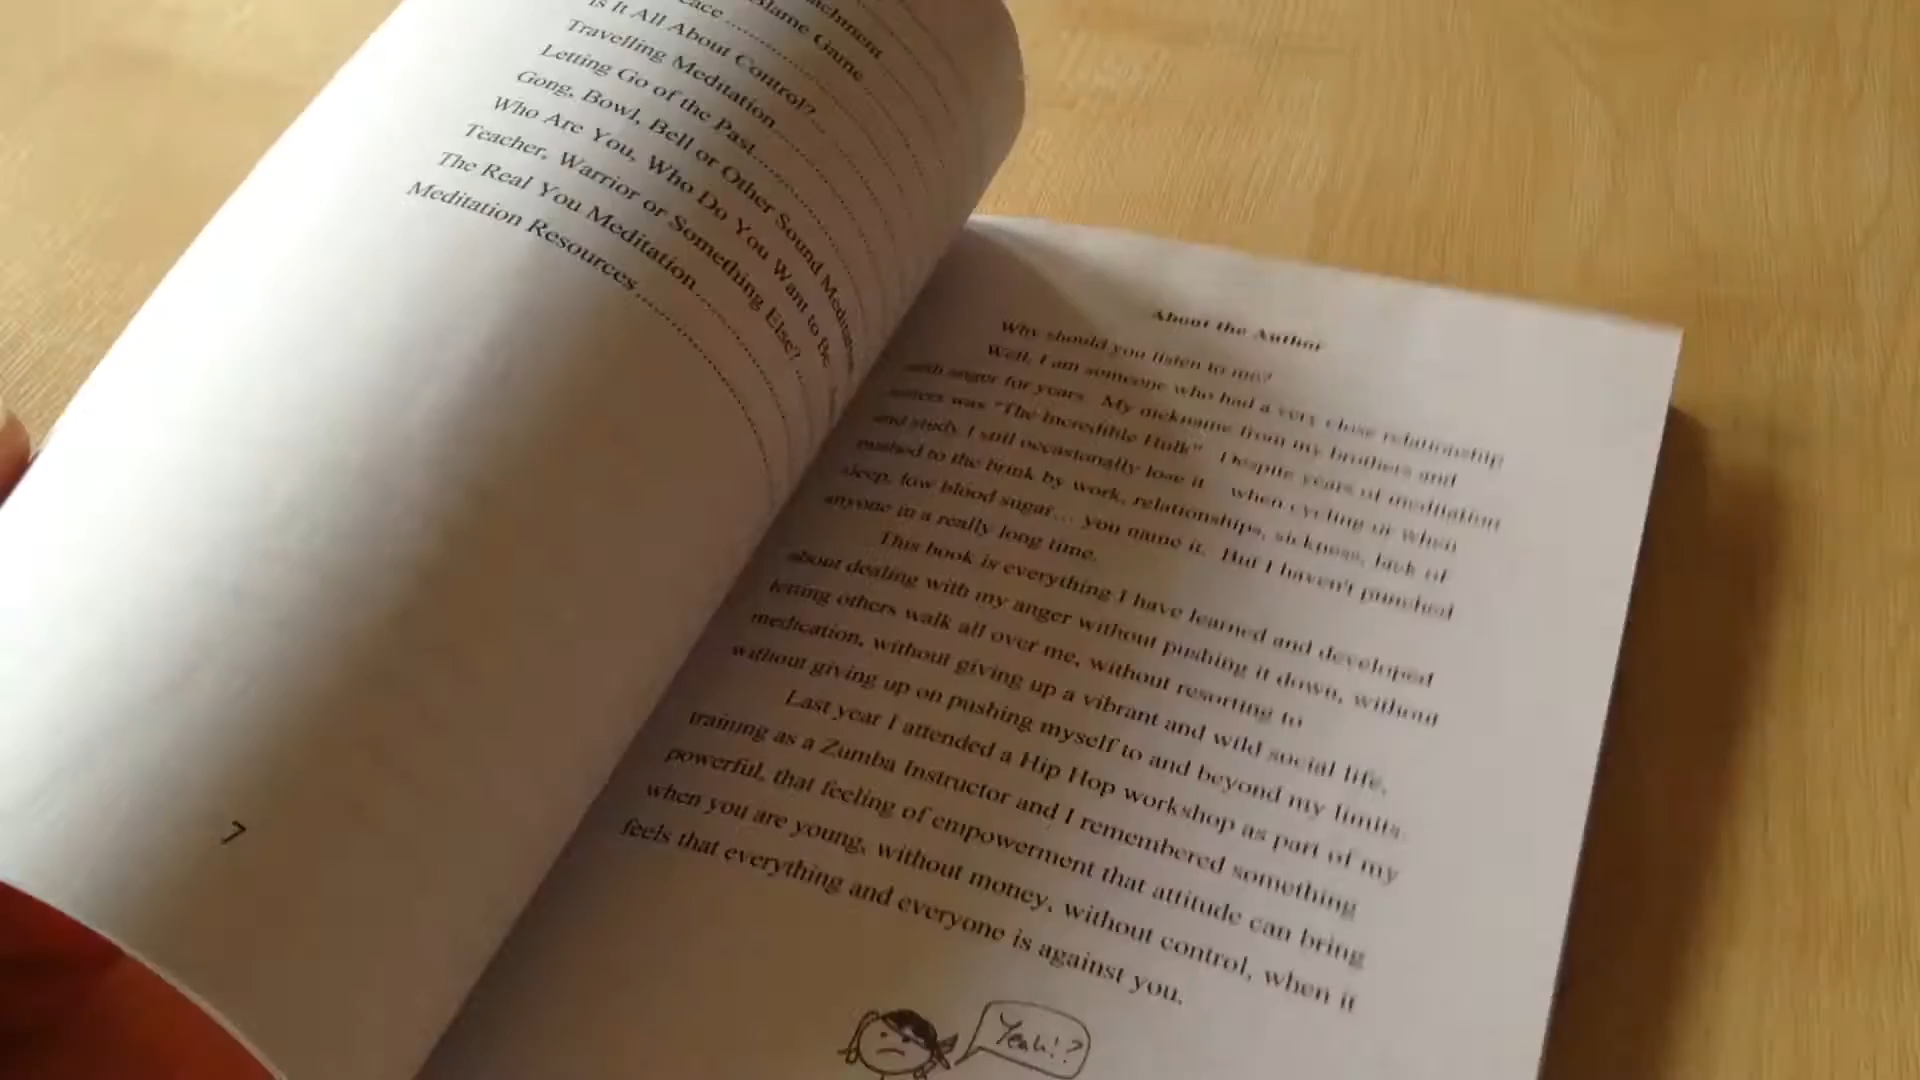 Blame Game
Is It All About Control?
Travelling Meditation
Letting Go of the Past
Gong, Bowl, Bell or Other Sound Meditation
Who Are You, Who Do You Want to Be
Teacher, Warrior or Something Else?
The Real You Meditation
Meditation Resources
7
About the Author
Why should you listen to me?
Well, I am someone who had a very close relationship
with anger for years. My nickname from my brothers and
sisters was "The Incredible Hulk" Despite years of meditation
and study I still occasionally lose it when cycling or when
pushed to the brink by work, relationships, sickness, lack of
sleep, low blood sugar... you name it. But I haven't punched
anyone in a really long time.
This book is everything I have learned and developed
about dealing with my anger without pushing it down, without
letting others walk all over me, without resorting to
medication, without giving up a vibrant and wild social life,
without giving up on pushing myself to and beyond my limits.
Last year I attended a Hip Hop workshop as part of my
training as a Zumba Instructor and I remembered something
powerful, that feeling of empowerment that attitude can bring
when you are young, without money, without control, when it
feels that everything and everyone is against you.
Yeah!?